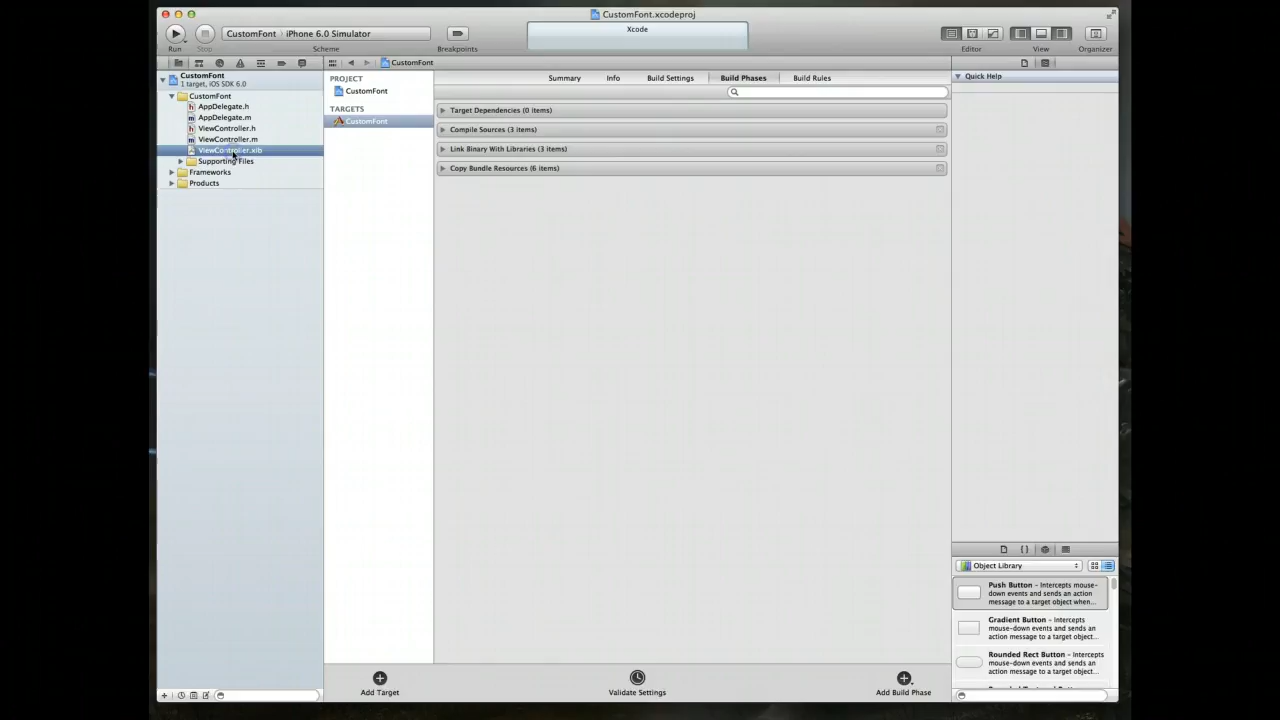 CustomFont.xcodeproj
CustomFont
iPhone 6.0 Simulator
Xcode
Run
Stop
Scheme
Breakpoints
Editor
View
Organizer
CustomFont
1 target, iOS SDK 6.0
CustomFont
AppDelegate.h
AppDelegate.m
ViewController.h
ViewController.m
ViewController.xib
Supporting Files
Frameworks
Products
CustomFont
PROJECT
CustomFont
TARGETS
CustomFont
Summary
Info
Build Settings
Build Phases
Build Rules
Target Dependencies (0 items)
Compile Sources (3 items)
Link Binary With Libraries (3 items)
Copy Bundle Resources (6 items)
Add Target
Validate Settings
Add Build Phase
Quick Help
Object Library
Push Button - Intercepts mouse-
down events and sends an action
message to a target object when...
Gradient Button - Intercepts
mouse-down events and sends an
action message to a target object...
Rounded Rect Button - Intercepts
mouse-down events and sends an
action message to a target object...